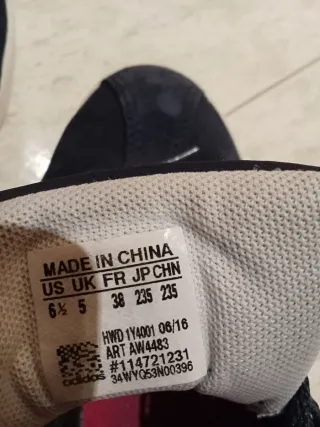 MADE IN CHINA
US UK FR JP CHN
6½ 5 38 235 235
HWD 1Y4001 06/16
ART AW4483
#114721231
adidas 34WYQ53N00396